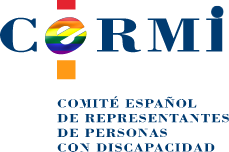 CeRMi
COMITÉ ESPAÑOL
DE REPRESENTANTES
DE PERSONAS
CON DISCAPACIDAD